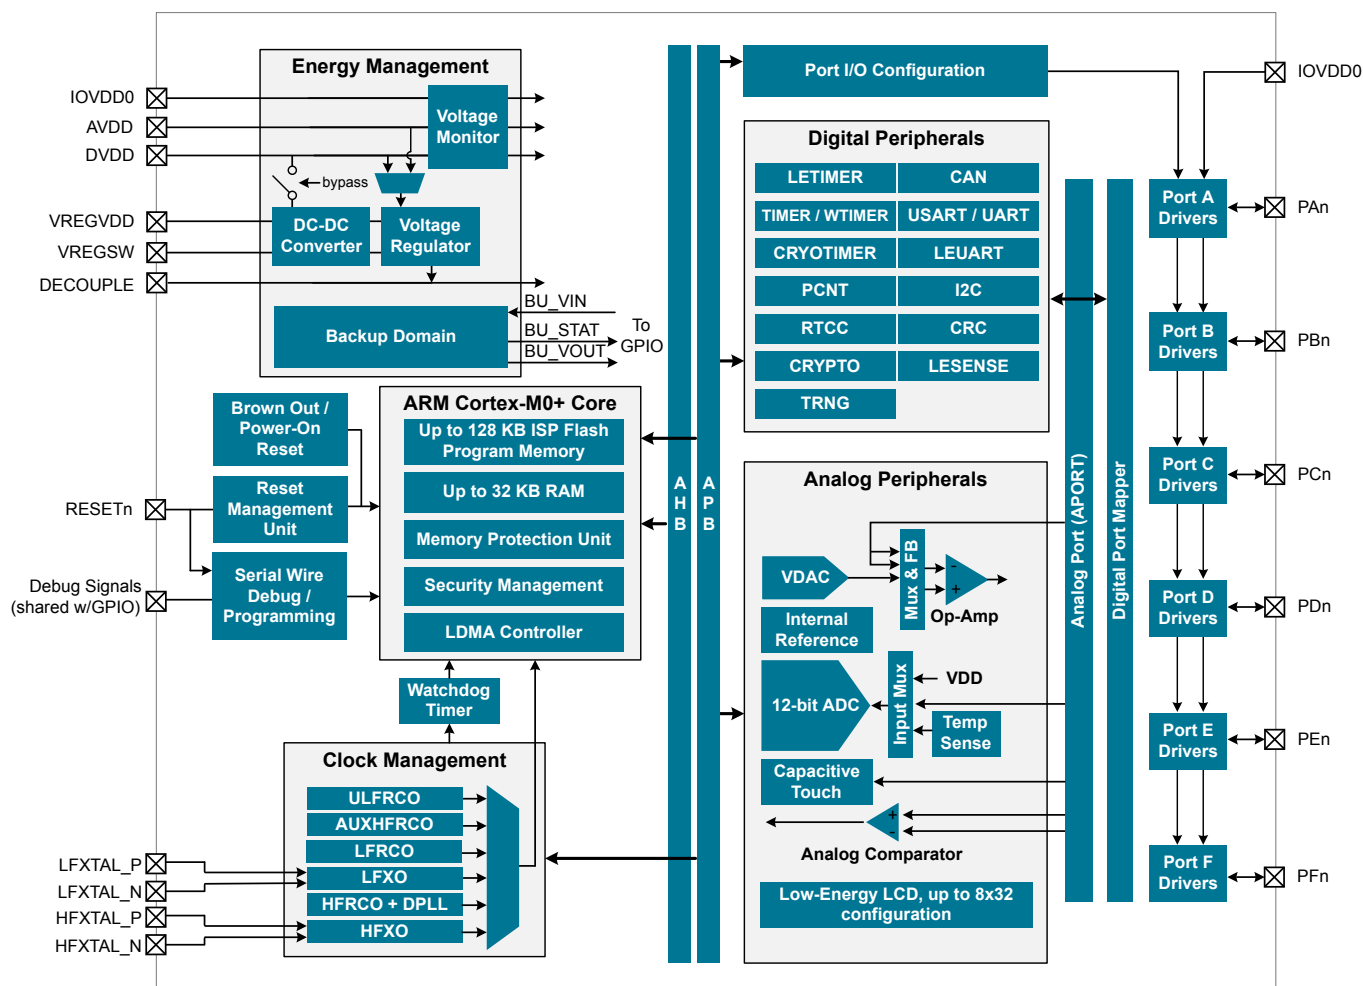 Energy Management
IOVDD0
AVDD
DVDD
VREGVDD
VREGSW
DECOUPLE
Voltage
Monitor
bypass
DC-DC
Converter
Voltage
Regulator
Backup Domain
BU_VIN
BU_STAT
BU_VOUT
To
GPIO
Brown Out /
Power-On
Reset
Reset
Management
Unit
Serial Wire
Debug /
Programming
RESETn
Debug Signals
(shared w/GPIO)
ARM Cortex-M0+ Core
Up to 128 KB ISP Flash
Program Memory
Up to 32 KB RAM
Memory Protection Unit
Security Management
LDMA Controller
Watchdog
Timer
Clock Management
ULFRCO
AUXHFRCO
LFRCO
LFXO
HFRCO + DPLL
HFXO
LFXTAL_P
LFXTAL_N
HFXTAL_P
HFXTAL_N
A
H
B
A
P
B
Port I/O Configuration
Digital Peripherals
LETIMER
CAN
TIMER / WTIMER
USART / UART
CRYOTIMER
LEUART
PCNT
I2C
RTCC
CRC
CRYPTO
LESENSE
TRNG
Analog Peripherals
VDAC
Mux & FB
-
+
Op-Amp
Internal
Reference
12-bit ADC
Input Mux
VDD
Temp
Sense
Capacitive
Touch
+
-
Analog Comparator
Low-Energy LCD, up to 8x32
configuration
Analog Port (APORT)
Digital Port Mapper
IOVDD0
Port A
Drivers
PAn
Port B
Drivers
PBn
Port C
Drivers
PCn
Port D
Drivers
PDn
Port E
Drivers
PEn
Port F
Drivers
PFn